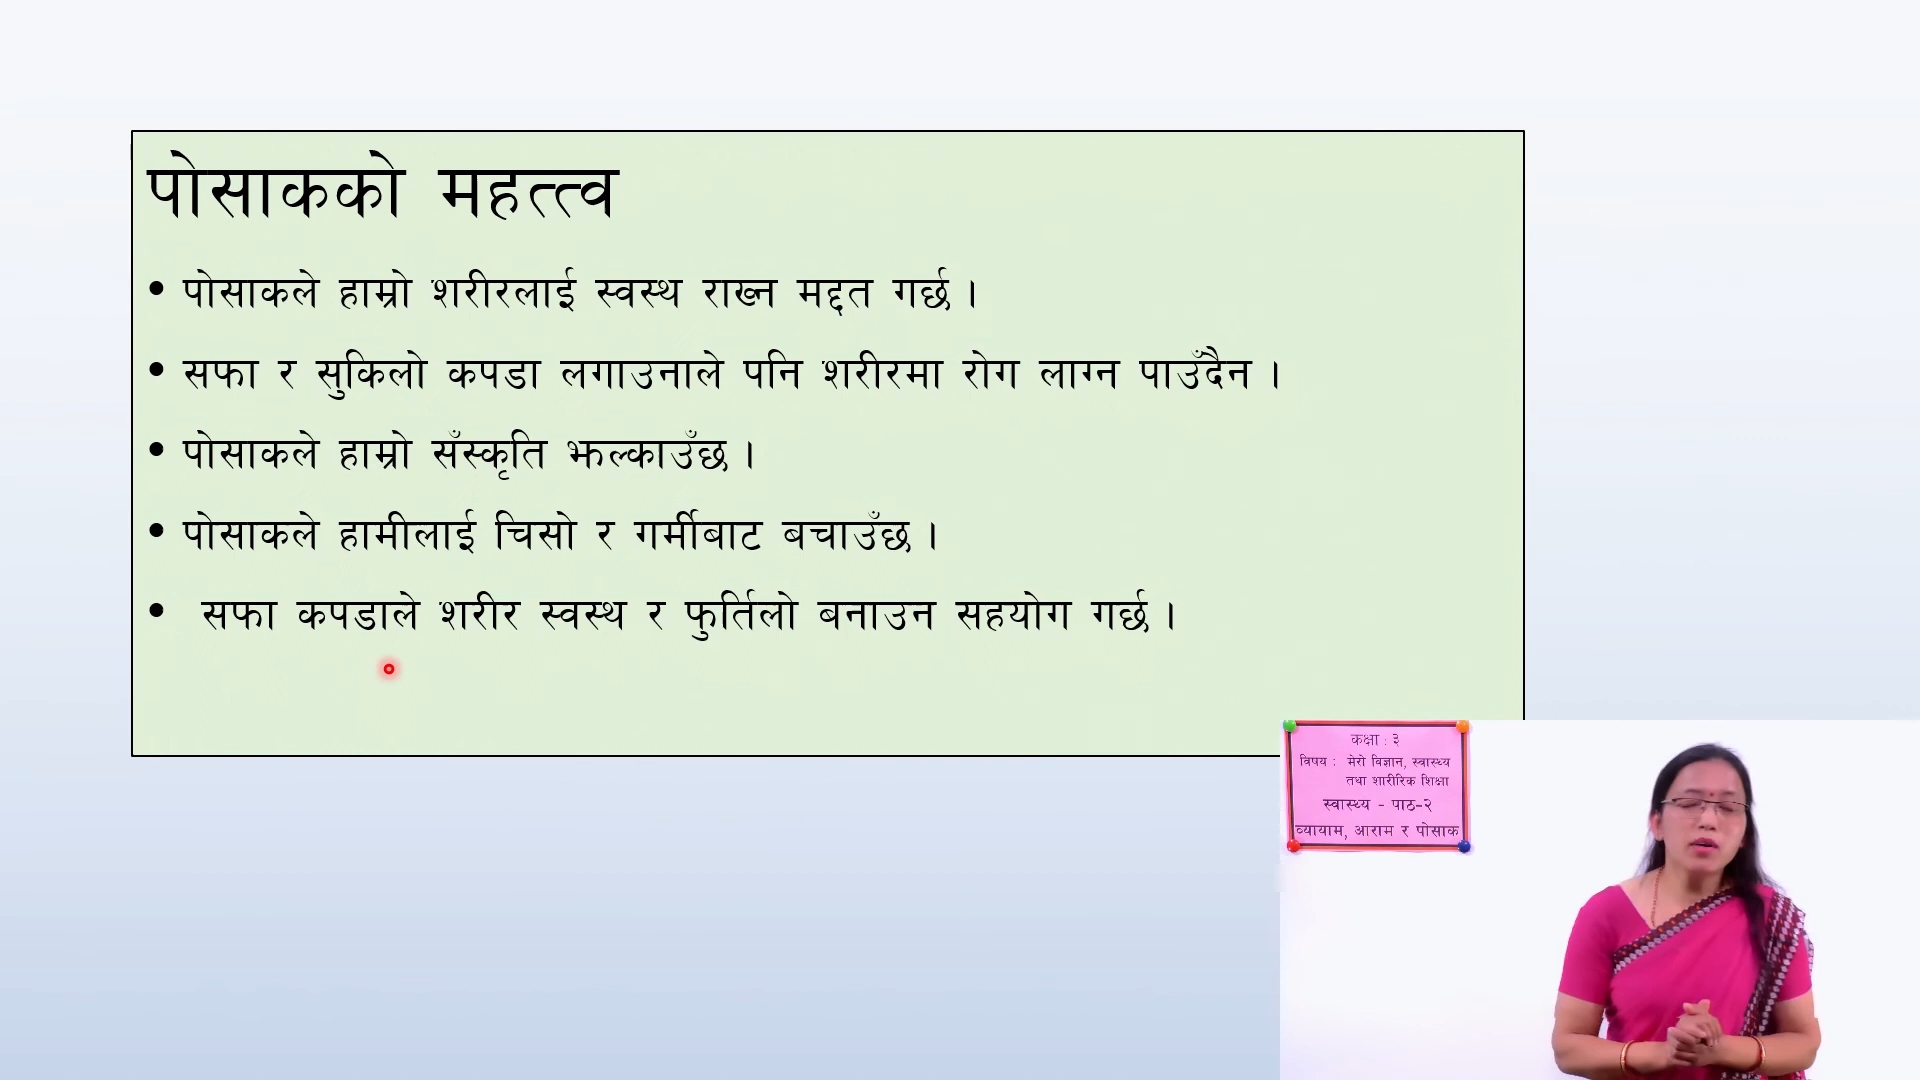 पोसाकको महत्त्व
• पोसाकले हाम्रो शरीरलाई स्वस्थ राख्न मद्दत गर्छ ।
• सफा र सुकिलो कपडा लगाउनाले पनि शरीरमा रोग लाग्न पाउँदैन ।
• पोसाकले हाम्रो सँस्कृति झल्काउँछ ।
• पोसाकले हामीलाई चिसो र गर्मीबाट बचाउँछ ।
• सफा कपडाले शरीर स्वस्थ र फुर्तिलो बनाउन सहयोग गर्छ ।
कक्षा : ३
विषय : मेरो विज्ञान, स्वास्थ्य
तथा शारीरिक शिक्षा
स्वास्थ्य - पाठ-२
व्यायाम, आराम र पोसाक